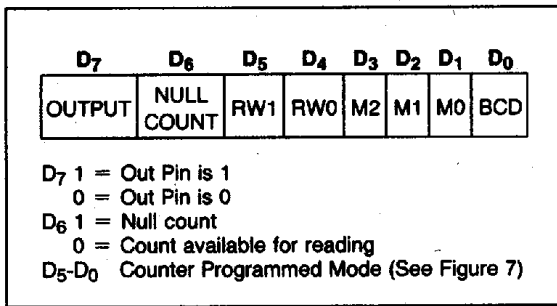 D7 D6 D5 D4 D3 D2 D1 D0
OUTPUT NULL COUNT RW1 RW0 M2 M1 M0 BCD
D7 1 = Out Pin is 1
0 = Out Pin is 0
D6 1 = Null count
0 = Count available for reading
D5-D0 Counter Programmed Mode (See Figure 7)